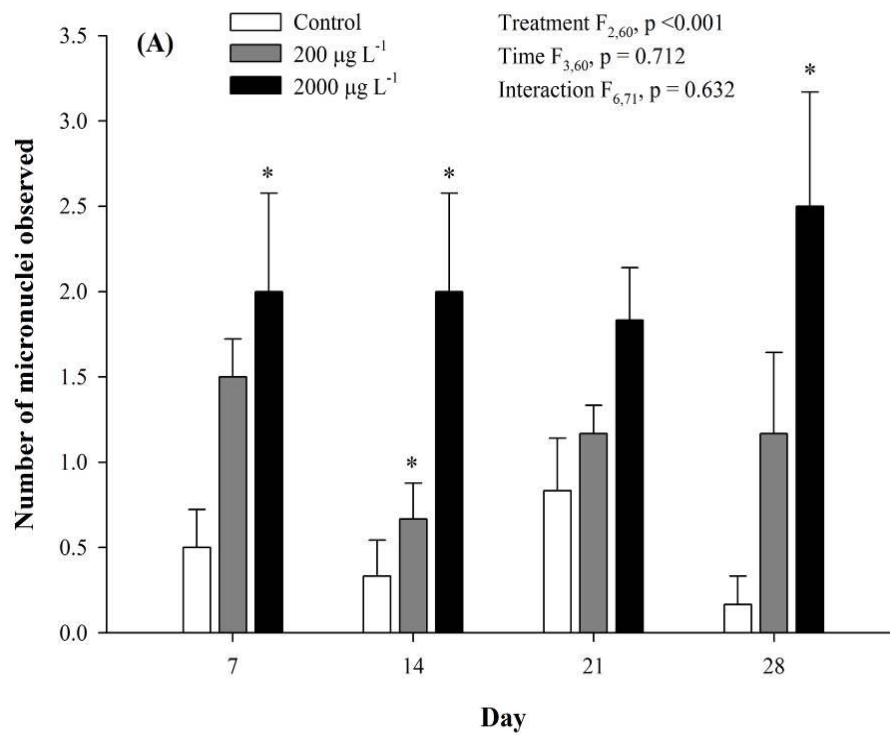 (A)
Control
200 µg L⁻¹
2000 µg L⁻¹
Treatment F₂,₆₀, p <0.001
Time F₃,₆₀, p = 0.712
Interaction F₆,₇₁, p = 0.632
Number of micronuclei observed
3.5
3.0
2.5
2.0
1.5
1.0
0.5
0.0
*
*
*
*
7 14 21 28
Day